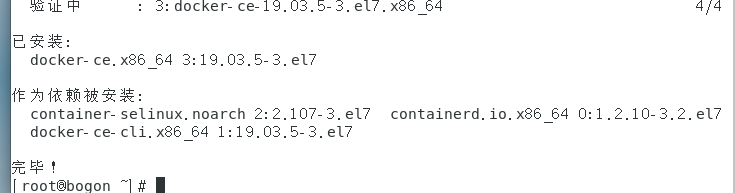 验证中      : 3:docker-ce-19.03.5-3.el7.x86_64                            4/4
已安装:
docker-ce.x86_64 3:19.03.5-3.el7
作为依赖被安装:
container-selinux.noarch 2:2.107-3.el7  containerd.io.x86_64 0:1.2.10-3.2.el7
docker-ce-cli.x86_64 1:19.03.5-3.el7
完毕！
[root@bogon ~]#